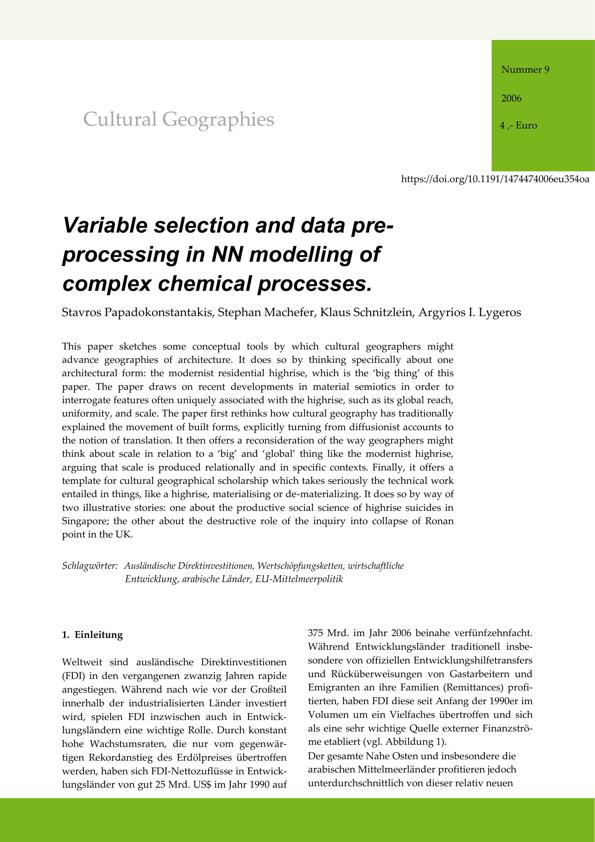 Nummer 9
2006
4 ,- Euro
Cultural Geographies
https://doi.org/10.1191/1474474006eu354oa
Variable selection and data pre-
processing in NN modelling of
complex chemical processes.
Stavros Papadokonstantakis, Stephan Machefer, Klaus Schnitzlein, Argyrios I. Lygeros
This paper sketches some conceptual tools by which cultural geographers might
advance geographies of architecture. It does so by thinking specifically about one
architectural form: the modernist residential highrise, which is the ‘big thing’ of this
paper. The paper draws on recent developments in material semiotics in order to
interrogate features often uniquely associated with the highrise, such as its global reach,
uniformity, and scale. The paper first rethinks how cultural geography has traditionally
explained the movement of built forms, explicitly turning from diffusionist accounts to
the notion of translation. It then offers a reconsideration of the way geographers might
think about scale in relation to a ‘big’ and ‘global’ thing like the modernist highrise,
arguing that scale is produced relationally and in specific contexts. Finally, it offers a
template for cultural geographical scholarship which takes seriously the technical work
entailed in things, like a highrise, materialising or de-materializing. It does so by way of
two illustrative stories: one about the productive social science of highrise suicides in
Singapore; the other about the destructive role of the inquiry into collapse of Ronan
point in the UK.
Schlagwörter: Ausländische Direktinvestitionen, Wertschöpfungsketten, wirtschaftliche
Entwicklung, arabische Länder, EU-Mittelmeerpolitik
1. Einleitung
Weltweit sind ausländische Direktinvestitionen
(FDI) in den vergangenen zwanzig Jahren rapide
angestiegen. Während nach wie vor der Großteil
innerhalb der industrialisierten Länder investiert
wird, spielen FDI inzwischen auch in Entwick-
lungsländern eine wichtige Rolle. Durch konstant
hohe Wachstumsraten, die nur vom gegenwär-
tigen Rekordanstieg des Erdölpreises übertroffen
werden, haben sich FDI-Nettozuflüsse in Entwick-
lungsländer von gut 25 Mrd. US$ im Jahr 1990 auf
375 Mrd. im Jahr 2006 beinahe verfünfzehnfacht.
Während Entwicklungsländer traditionell insbe-
sondere von offiziellen Entwicklungshilfetransfers
und Rücküberweisungen von Gastarbeitern und
Emigranten an ihre Familien (Remittances) profi-
tierten, haben FDI diese seit Anfang der 1990er im
Volumen um ein Vielfaches übertroffen und sich
als eine sehr wichtige Quelle externer Finanzströ-
me etabliert (vgl. Abbildung 1).
Der gesamte Nahe Osten und insbesondere die
arabischen Mittelmeerländer profitieren jedoch
unterdurchschnittlich von dieser relativ neuen